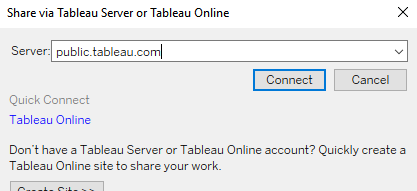 Share via Tableau Server or Tableau Online
Server: public.tableau.com
Connect Cancel
Quick Connect
Tableau Online
Don't have a Tableau Server or Tableau Online account? Quickly create a
Tableau Online site to share your work.
Create Site >>